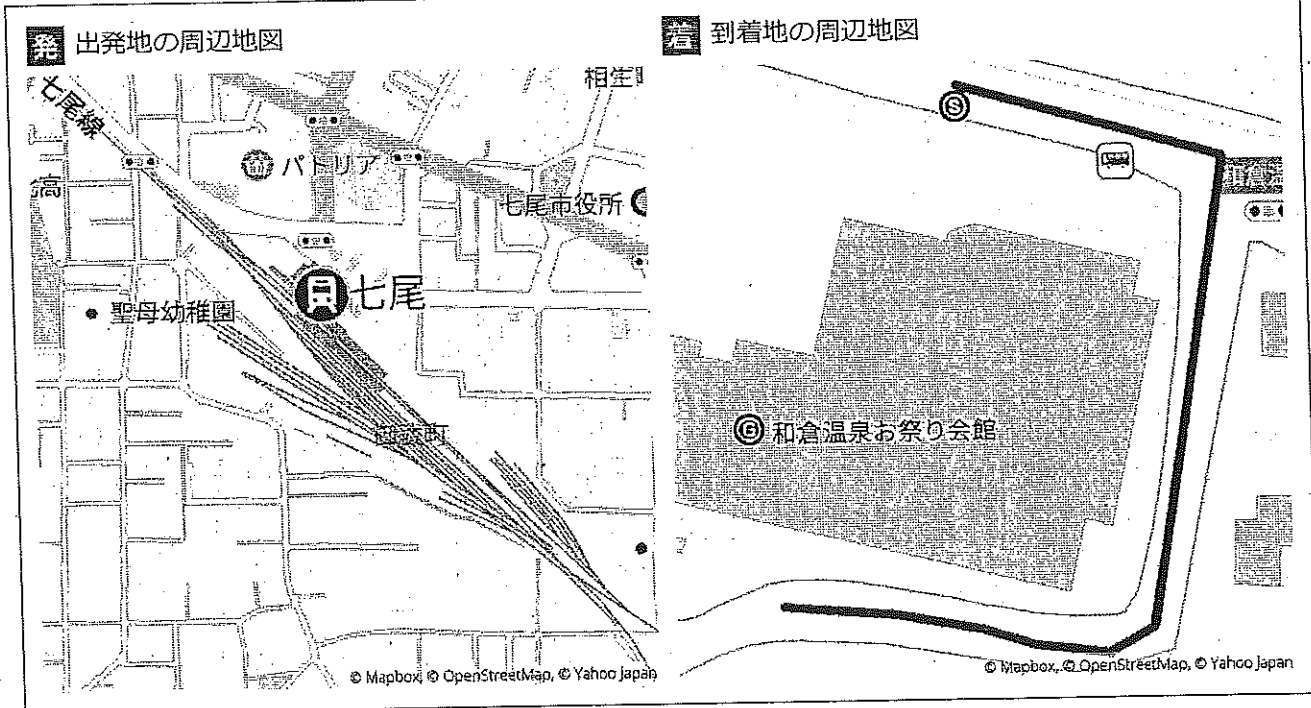 発 出発地の周辺地図
七尾線
相生
パトリア
七尾市役所
七尾
聖母幼稚園
© Mapbox, © OpenStreetMap, © Yahoo Japan
着 到着地の周辺地図
S
G 和倉温泉お祭り会館
© Mapbox, © OpenStreetMap, © Yahoo Japan